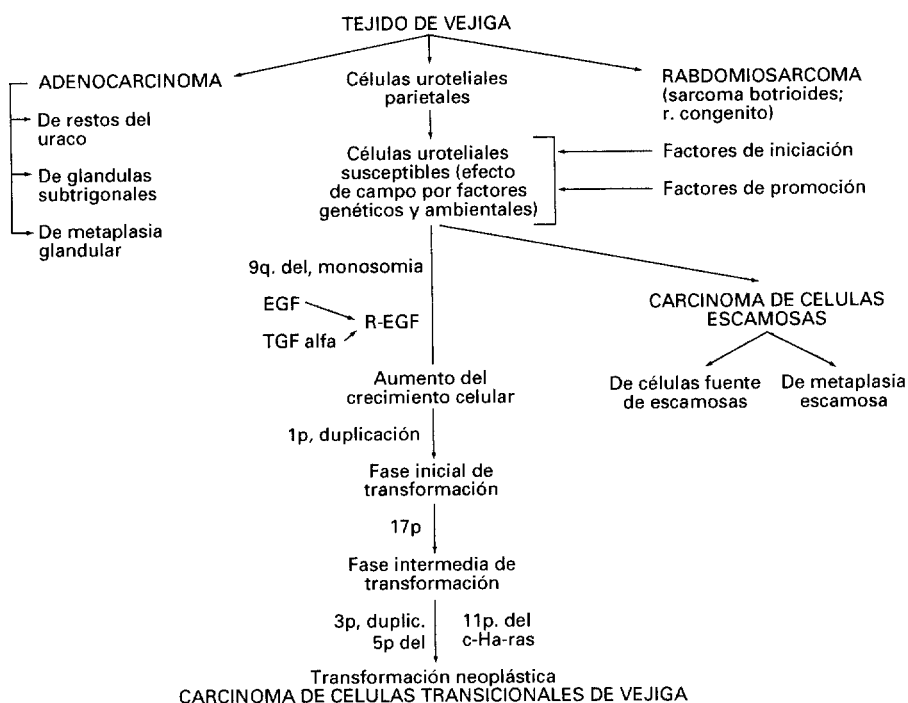 TEJIDO DE VEJIGA
ADENOCARCINOMA
De restos del
uraco
De glandulas
subtrigonales
De metaplasia
glandular
Células uroteliales
parietales
RABDOMIOSARCOMA
(sarcoma botrioides;
r. congenito)
Células uroteliales
susceptibles (efecto
de campo por factores
genéticos y ambientales)
Factores de iniciación
Factores de promoción
9q. del, monosomia
EGF
R-EGF
TGF alfa
CARCINOMA DE CELULAS
ESCAMOSAS
De células fuente
de escamosas
De metaplasia
escamosa
Aumento del
crecimiento celular
1p, duplicación
Fase inicial de
transformación
17p
Fase intermedia de
transformación
3p, duplic.
5p del
11p. del
c-Ha-ras
Transformación neoplástica
CARCINOMA DE CELULAS TRANSICIONALES DE VEJIGA